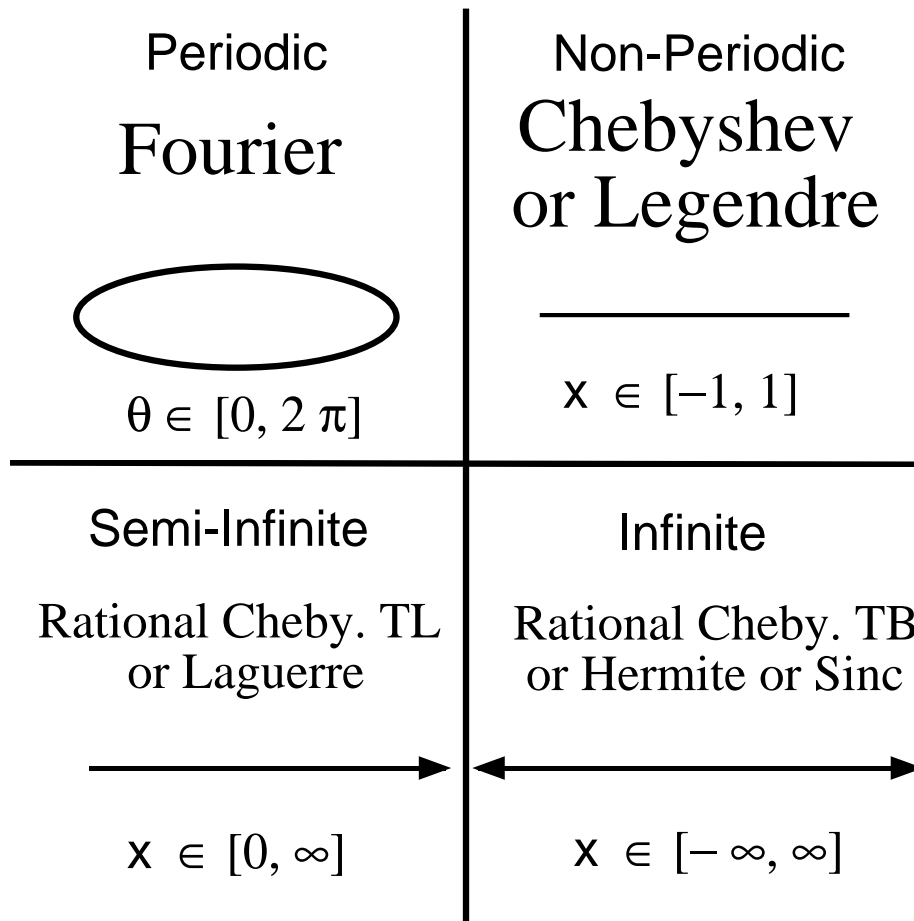 Periodic
Fourier
θ ∈ [0, 2 π]
Non-Periodic
Chebyshev
or Legendre
x ∈ [−1, 1]
Semi-Infinite
Rational Cheby. TL
or Laguerre
x ∈ [0, ∞]
Infinite
Rational Cheby. TB
or Hermite or Sinc
x ∈ [− ∞, ∞]